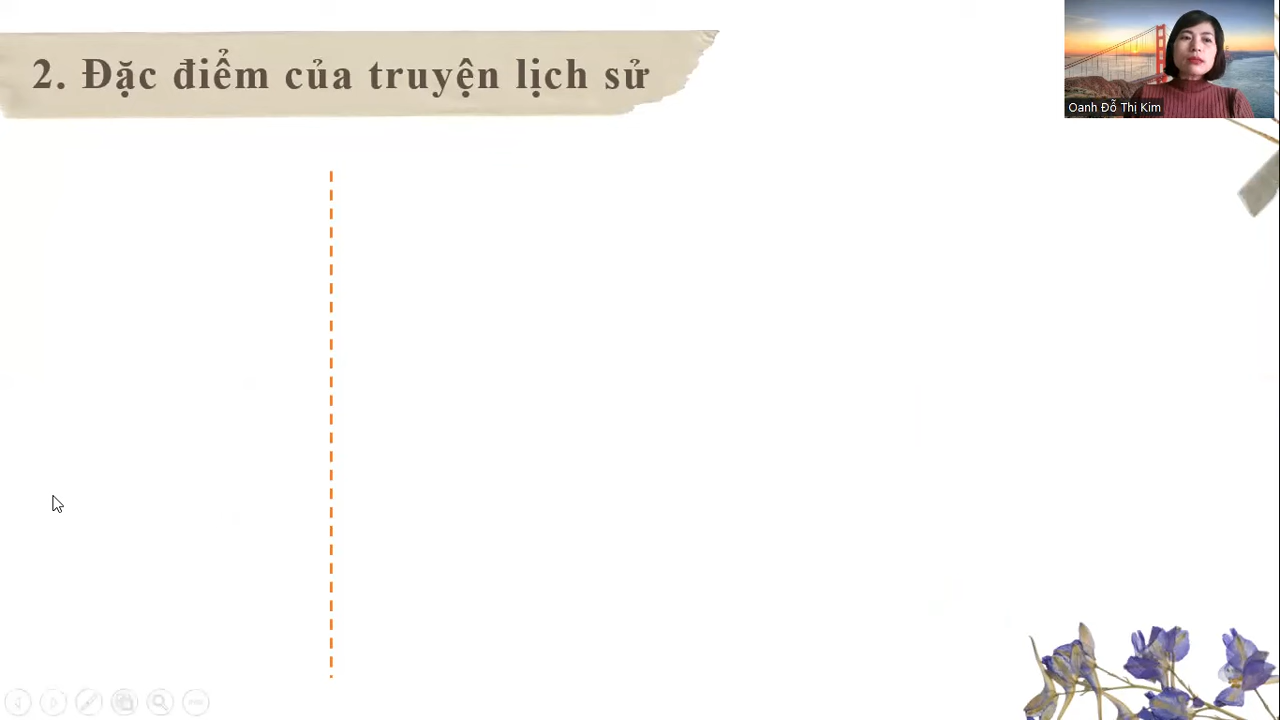 2. Đặc điểm của truyện lịch sử
Oanh Đỗ Thị Kim